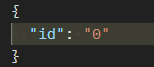 {
  "id": "0"
}